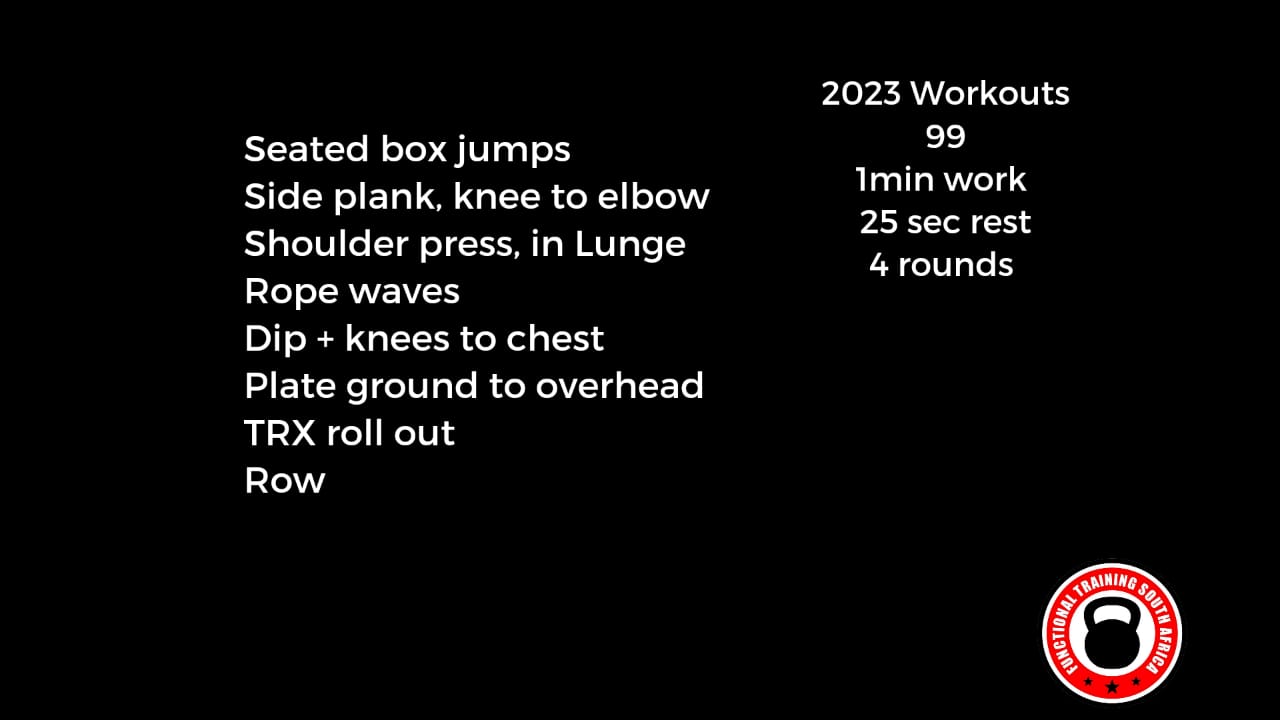 2023 Workouts
99
1min work
25 sec rest
4 rounds
Seated box jumps
Side plank, knee to elbow
Shoulder press, in Lunge
Rope waves
Dip + knees to chest
Plate ground to overhead
TRX roll out
Row
FUNCTIONAL TRAINING SOUTH AFRICA